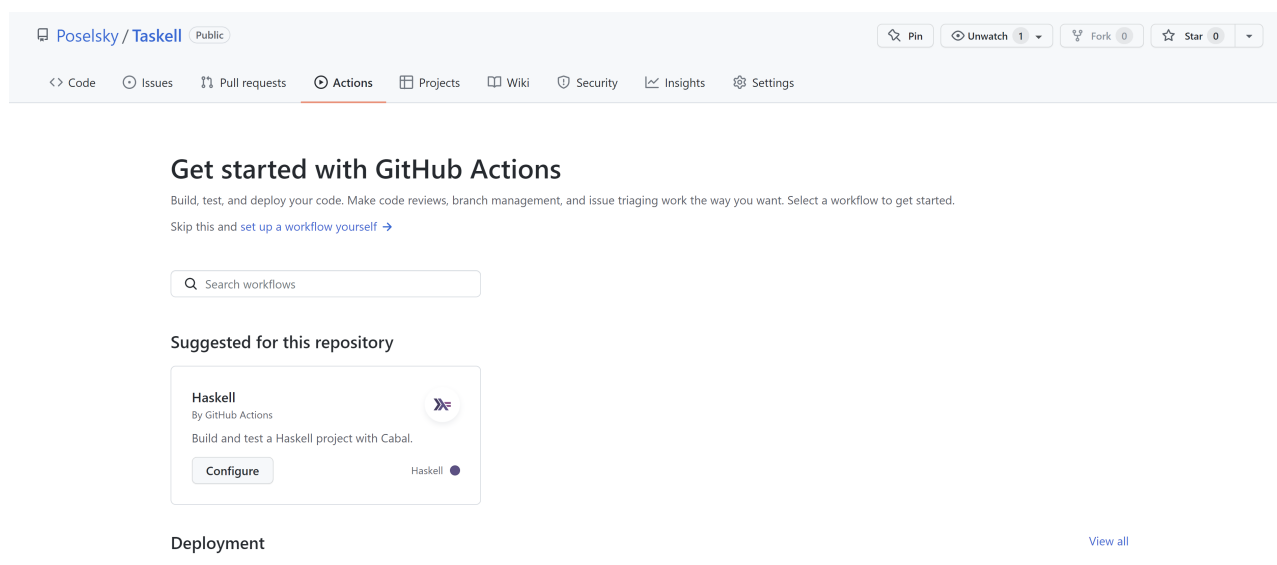 Poselsky / Taskell Public Pin Unwatch 1 Fork 0 Star 0
Code Issues Pull requests Actions Projects Wiki Security Insights Settings
Get started with GitHub Actions
Build, test, and deploy your code. Make code reviews, branch management, and issue triaging work the way you want. Select a workflow to get started.
Skip this and set up a workflow yourself →
Search workflows
Suggested for this repository
Haskell
By GitHub Actions
Build and test a Haskell project with Cabal.
Configure Haskell
Deployment View all